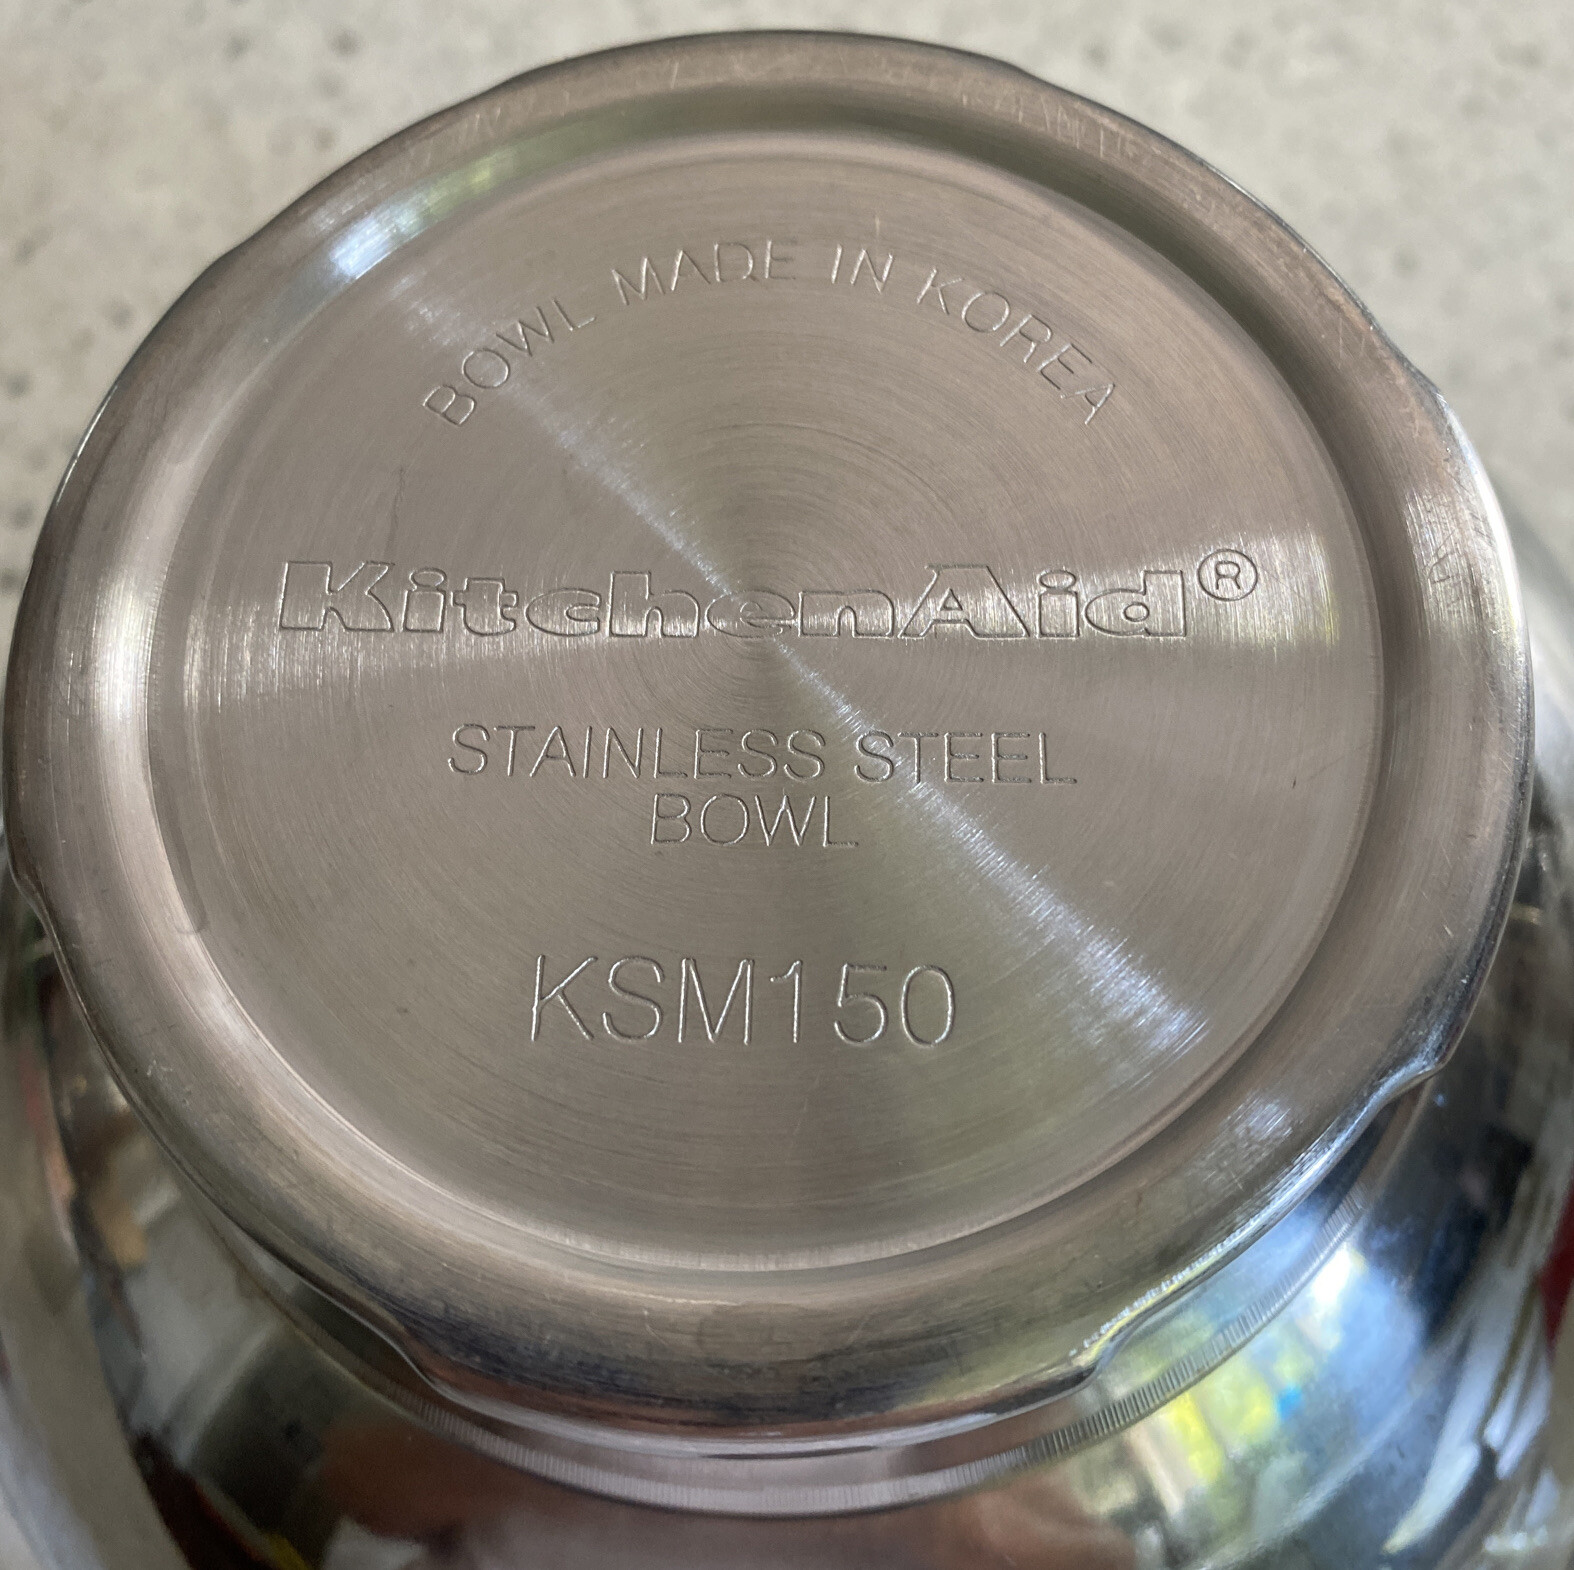 BOWL MADE IN KOREA
KitchenAid®
STAINLESS STEEL
BOWL
KSM150